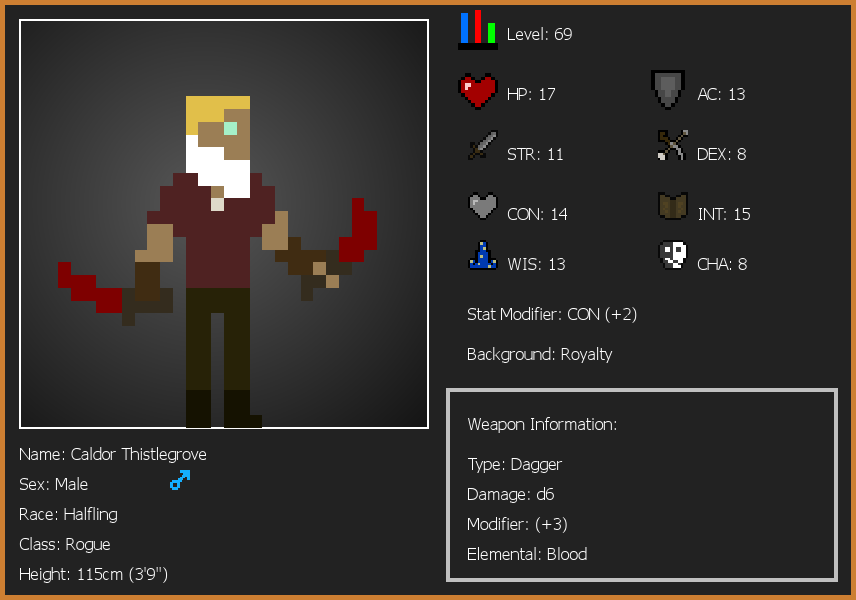 Level: 69
HP: 17
AC: 13
STR: 11
DEX: 8
CON: 14
INT: 15
WIS: 13
CHA: 8
Stat Modifier: CON (+2)
Background: Royalty
Weapon Information:
Type: Dagger
Damage: d6
Modifier: (+3)
Elemental: Blood
Name: Caldor Thistlegrove
Sex: Male
Race: Halfling
Class: Rogue
Height: 115cm (3'9")